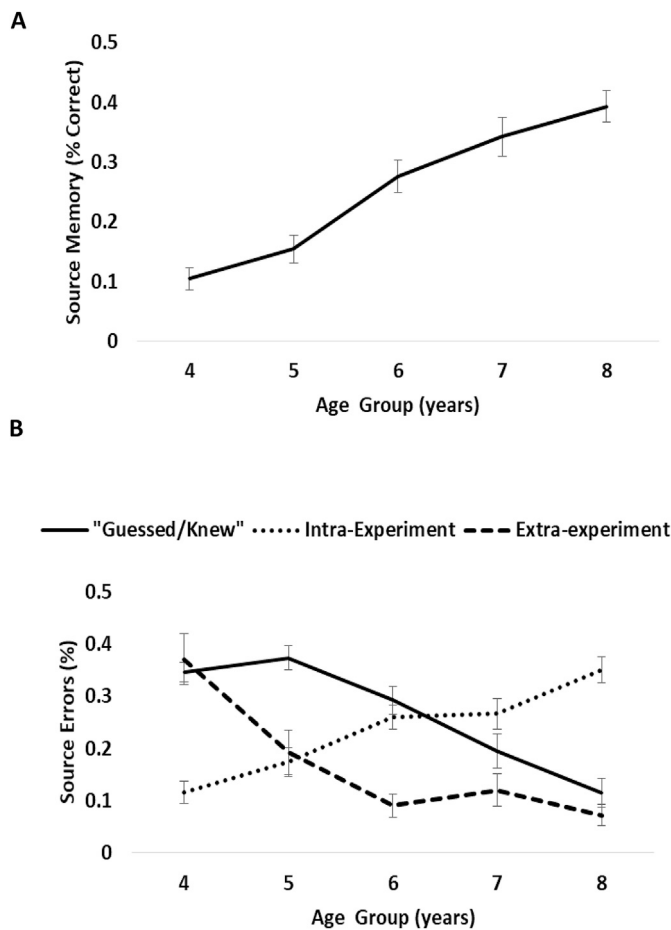 A
Source Memory (% Correct)
0.5
0.4
0.3
0.2
0.1
0
4 5 6 7 8
Age Group (years)
B
"Guessed/Knew" Intra-Experiment Extra-experiment
Source Errors (%)
0.5
0.4
0.3
0.2
0.1
0
4 5 6 7 8
Age Group (years)